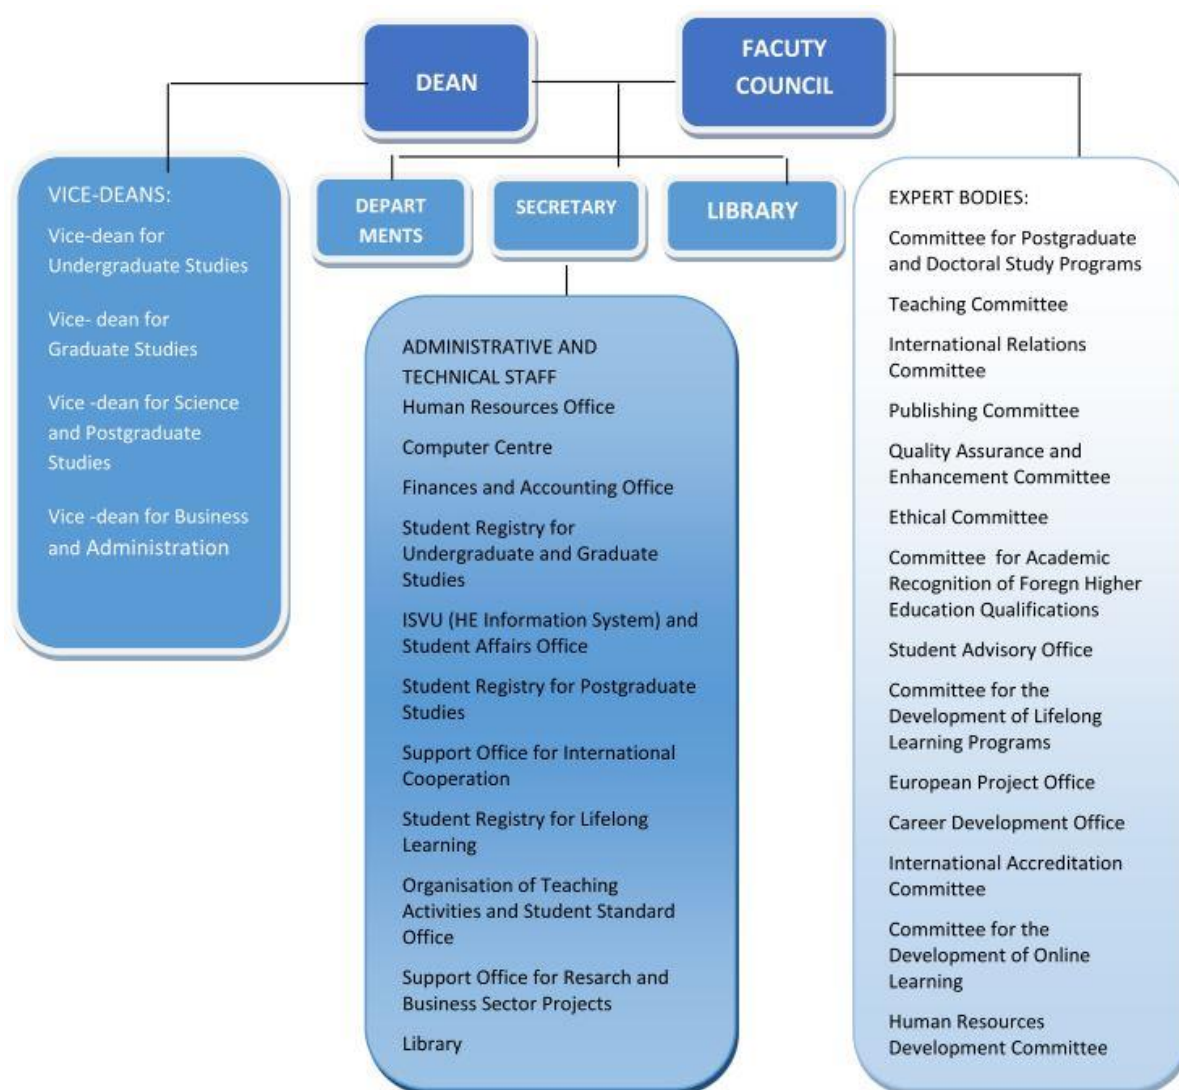 DEAN
FACUTY
COUNCIL
VICE-DEANS:
Vice-dean for
Undergraduate Studies
Vice- dean for
Graduate Studies
Vice -dean for Science
and Postgraduate
Studies
Vice -dean for Business
and Administration
DEPART
MENTS
SECRETARY
LIBRARY
ADMINISTRATIVE AND
TECHNICAL STAFF
Human Resources Office
Computer Centre
Finances and Accounting Office
Student Registry for
Undergraduate and Graduate
Studies
ISVU (HE Information System) and
Student Affairs Office
Student Registry for Postgraduate
Studies
Support Office for International
Cooperation
Student Registry for Lifelong
Learning
Organisation of Teaching
Activities and Student Standard
Office
Support Office for Resarch and
Business Sector Projects
Library
EXPERT BODIES:
Committee for Postgraduate
and Doctoral Study Programs
Teaching Committee
International Relations
Committee
Publishing Committee
Quality Assurance and
Enhancement Committee
Ethical Committee
Committee  for Academic
Recognition of Foregn Higher
Education Qualifications
Student Advisory Office
Committee for the
Development of Lifelong
Learning Programs
European Project Office
Career Development Office
International Accreditation
Committee
Committee for the
Development of Online
Learning
Human Resources
Development Committee